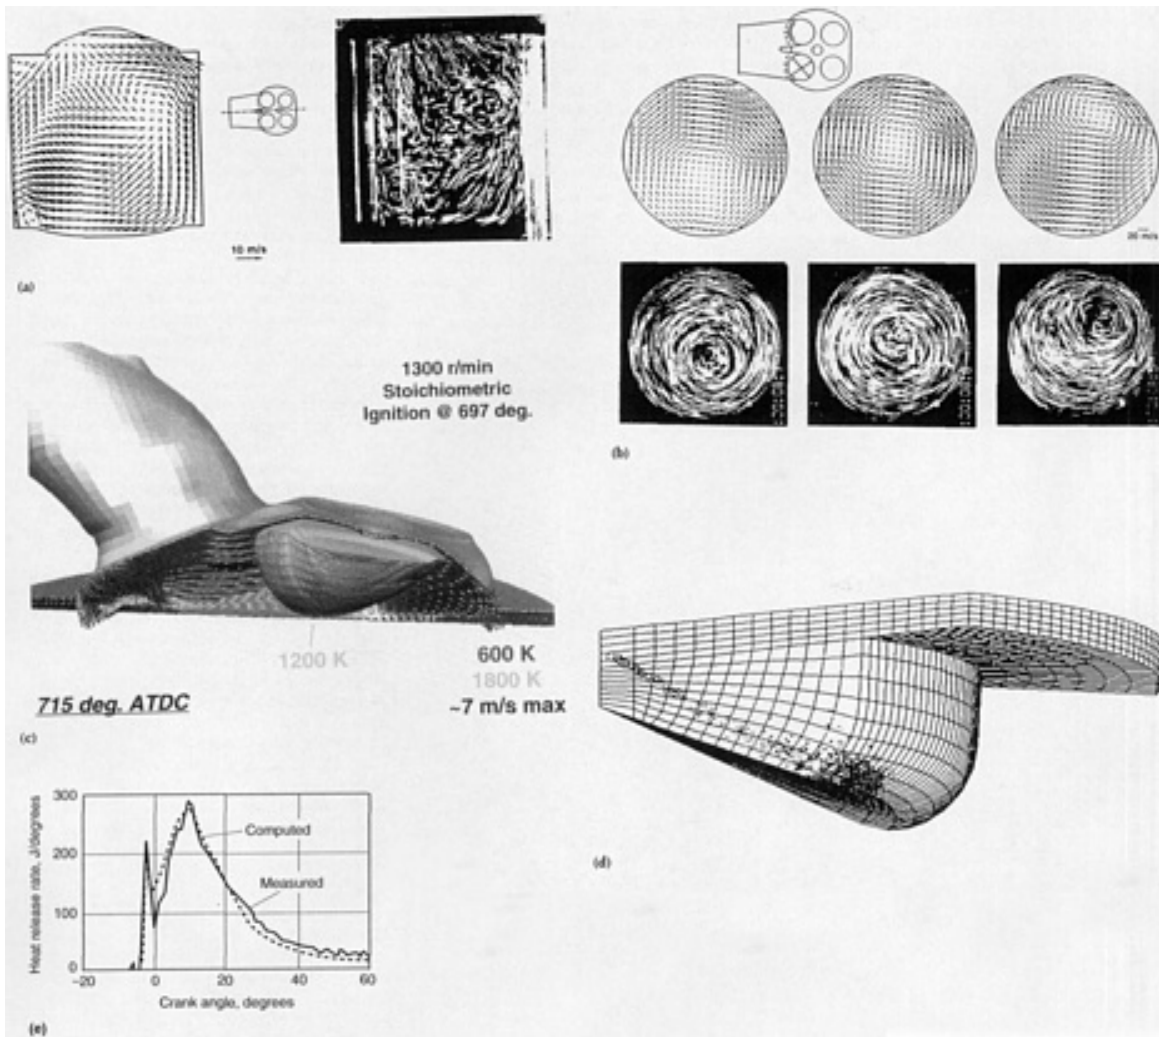 10 m/s
(a)
20 m/s
(b)
1300 r/min
Stoichiometric
Ignition @ 697 deg.
1200 K
600 K
1800 K
~7 m/s max
715 deg. ATDC
(c)
(d)
Heat release rate, J/degrees
300
200
100
0
Computed
Measured
-20
0
20
40
60
Crank angle, degrees
(e)